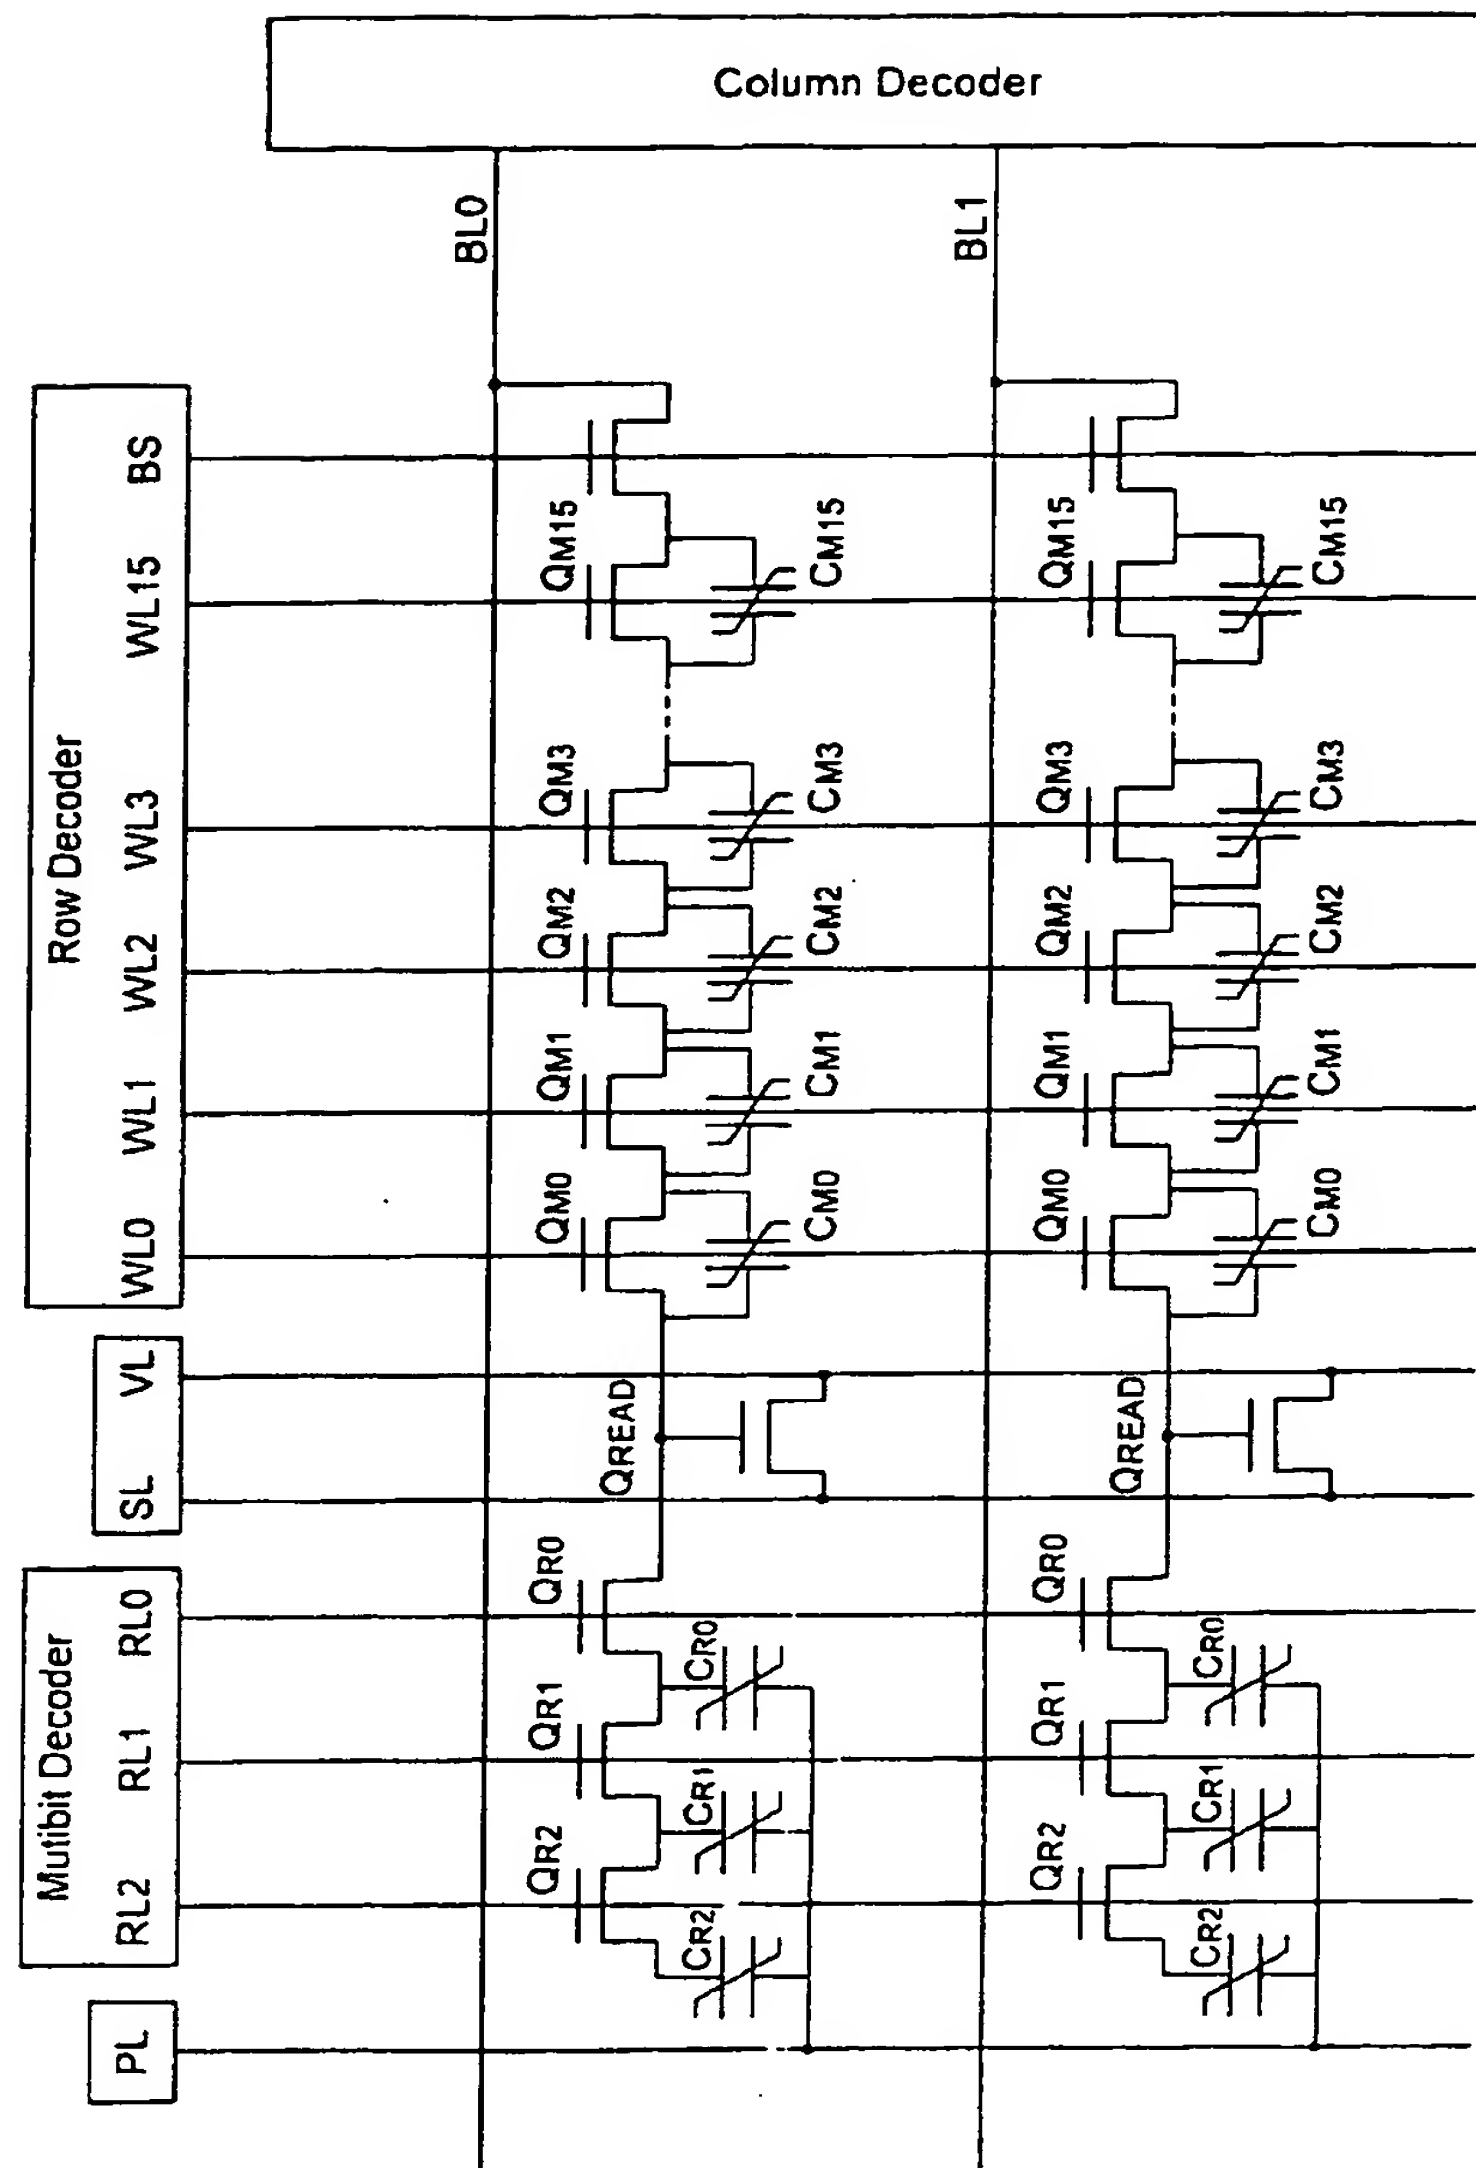 Column Decoder
BL0
BL1
Row Decoder
BS
WL15
WL3
WL2
WL1
WL0
VL
SL
Mutibit Decoder
RL0
RL1
RL2
PL
QM15
CM15
QM3
CM3
QM2
CM2
QM1
CM1
QM0
CM0
QREAD
QR0
CR0
QR1
CR1
QR2
CR2
QM15
CM15
QM3
CM3
QM2
CM2
QM1
CM1
QM0
CM0
QREAD
QR0
CR0
QR1
CR1
QR2
CR2